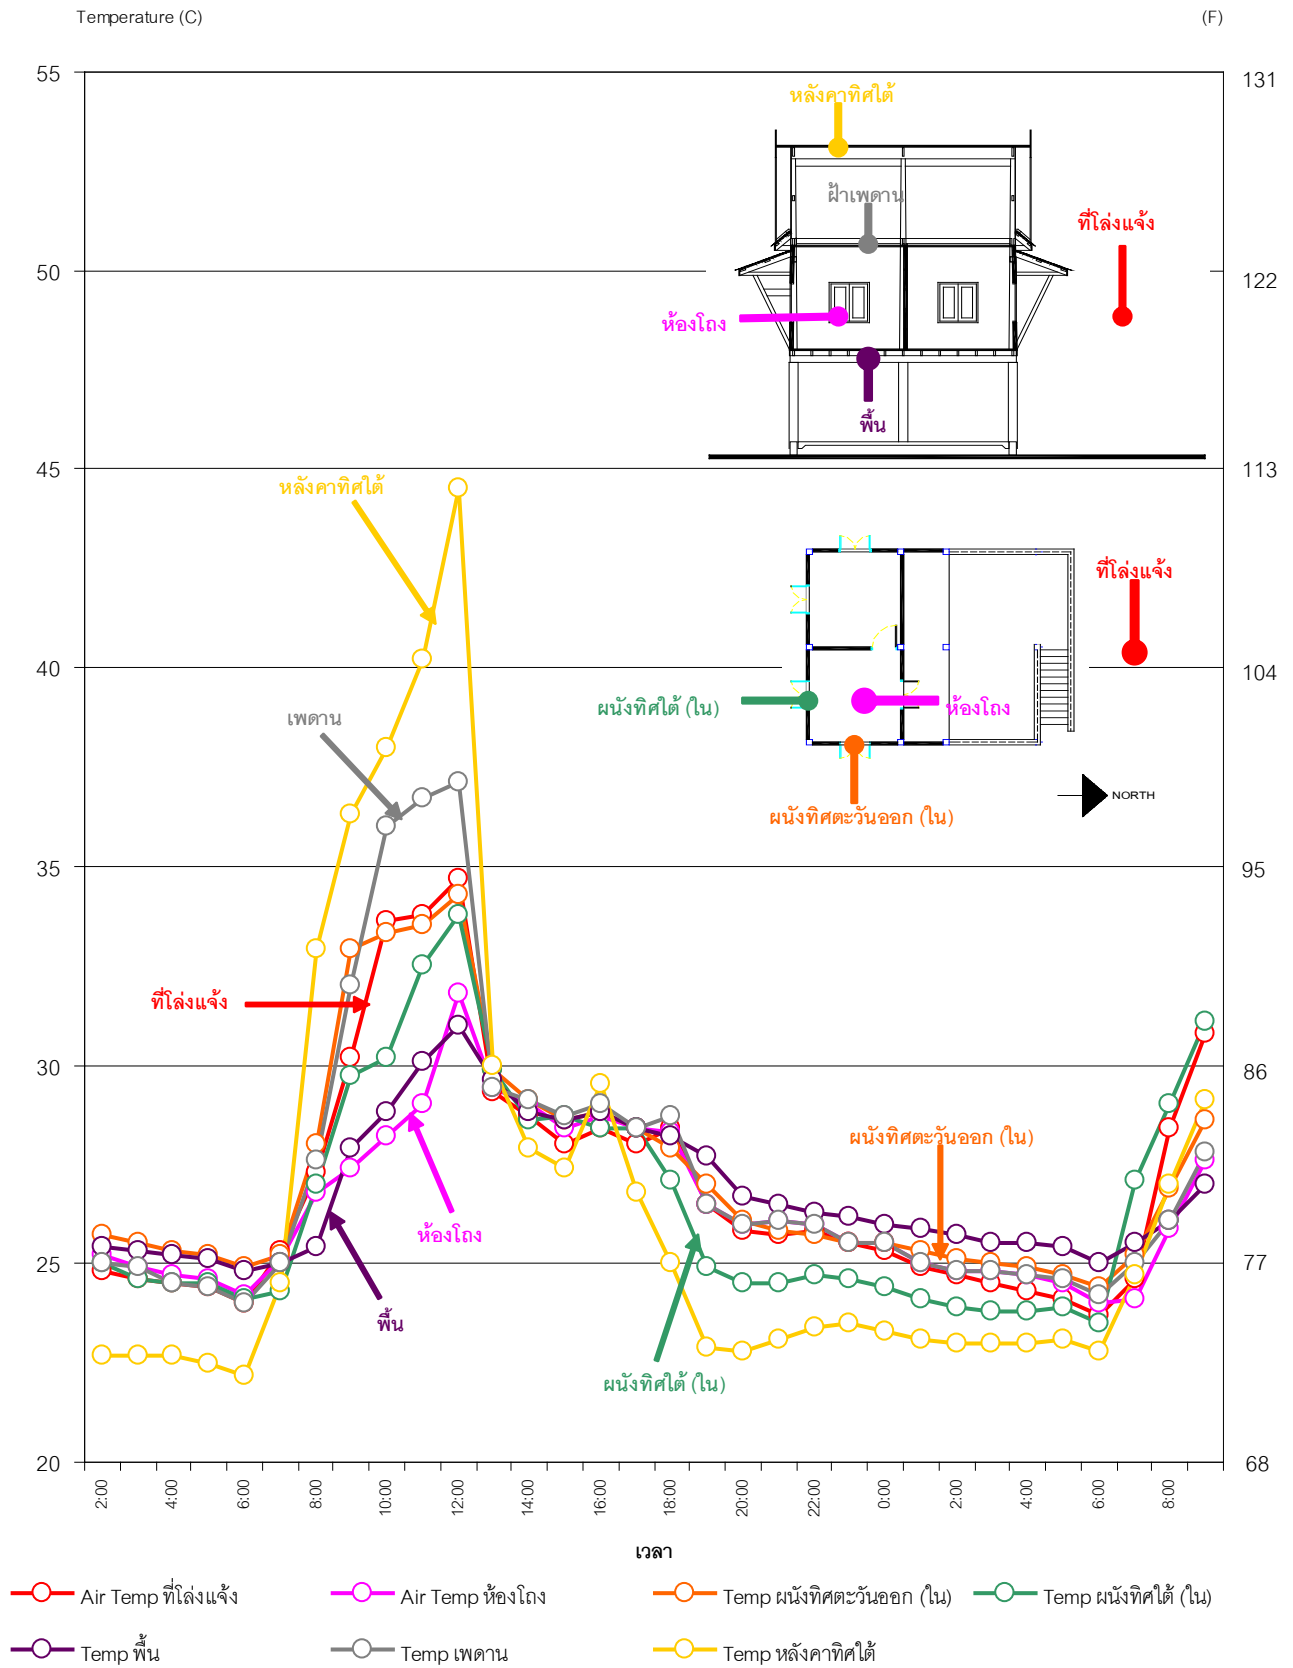 Temperature (C) (F)
55 131
หลังคาทิศใต้
ฝ้าเพดาน
ที่โล่งแจ้ง
50 122
ห้องโถง
พื้น
45 113
หลังคาทิศใต้
ที่โล่งแจ้ง
40 104
ผนังทิศใต้ (ใน) ห้องโถง
เพดาน
NORTH
ผนังทิศตะวันออก (ใน)
35 95
ที่โล่งแจ้ง
30 86
ผนังทิศตะวันออก (ใน)
ห้องโถง
25 77
พื้น
ผนังทิศใต้ (ใน)
20 68
2:00 4:00 6:00 8:00 10:00 12:00 14:00 16:00 18:00 20:00 22:00 0:00 2:00 4:00 6:00 8:00
เวลา
Air Temp ที่โล่งแจ้ง Air Temp ห้องโถง Temp ผนังทิศตะวันออก (ใน) Temp ผนังทิศใต้ (ใน)
Temp พื้น Temp เพดาน Temp หลังคาทิศใต้